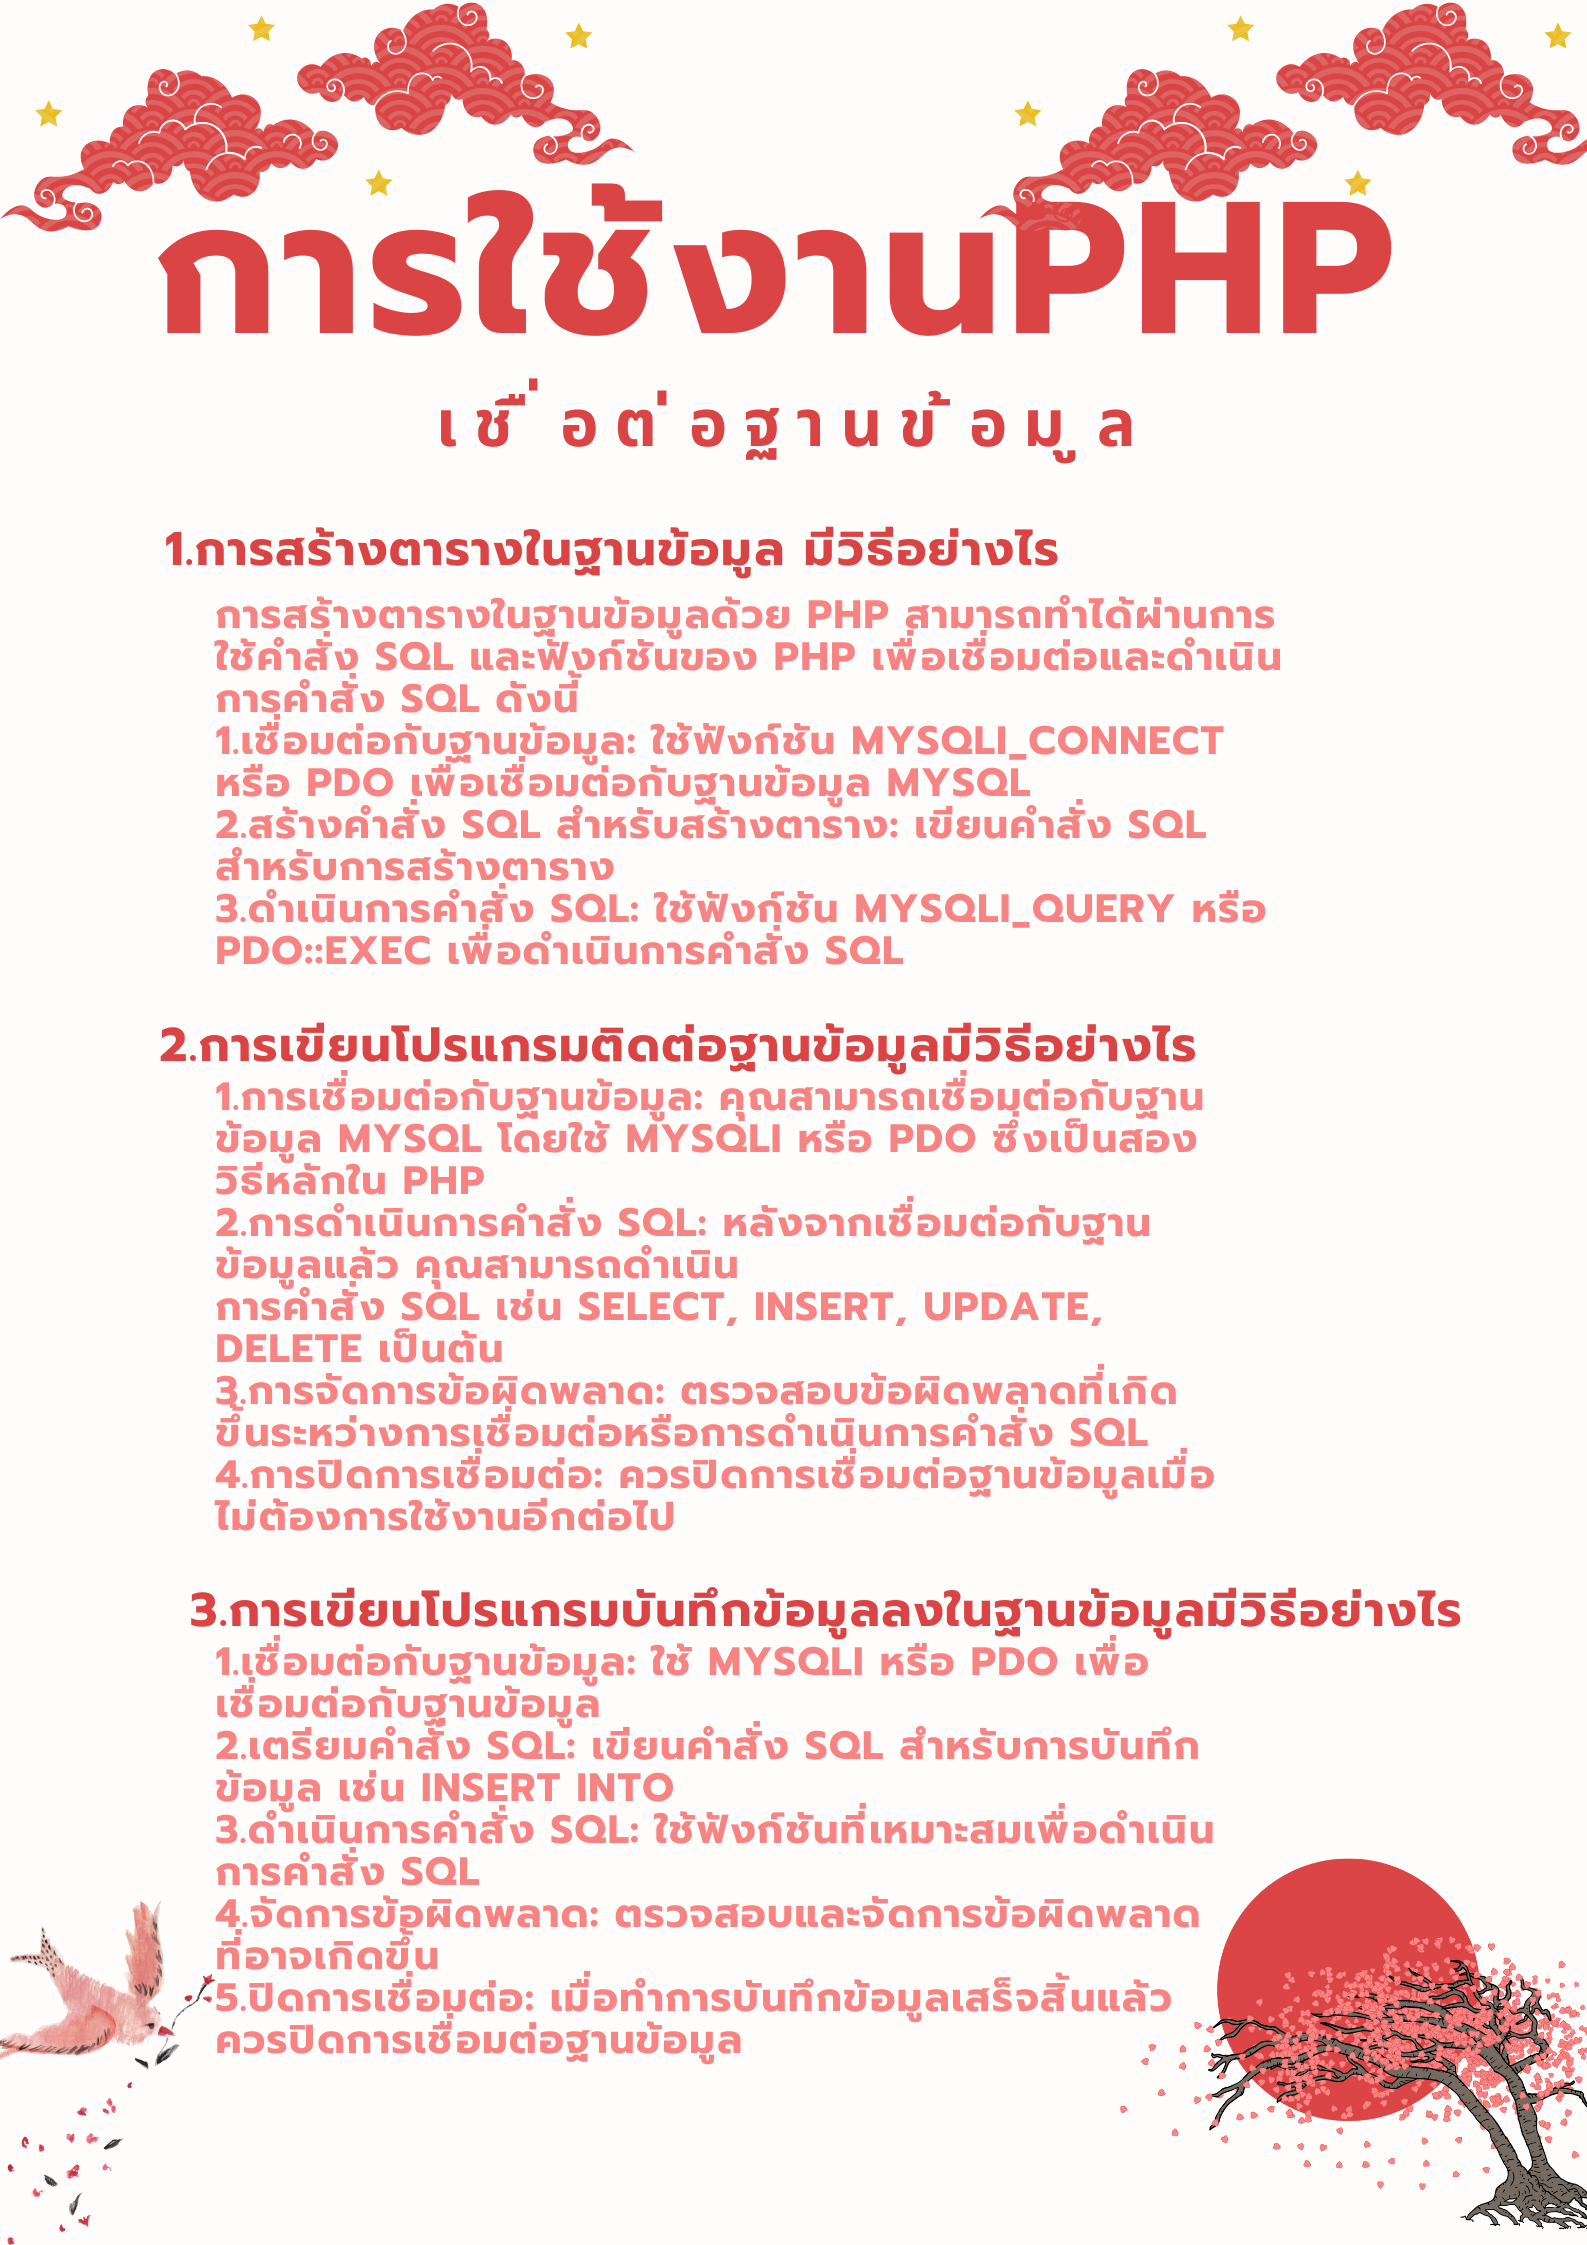 การใช้งานPHP
เชื่อต่อฐานข้อมูล
1.การสร้างตารางในฐานข้อมูล มีวิธีอย่างไร
การสร้างตารางในฐานข้อมูลด้วย PHP สามารถทำได้ผ่านการ
ใช้คำสั่ง SQL และฟังก์ชันของ PHP เพื่อเชื่อมต่อและดำเนิน
การคำสั่ง SQL ดังนี้
1.เชื่อมต่อกับฐานข้อมูล: ใช้ฟังก์ชัน MYSQLI_CONNECT
หรือ PDO เพื่อเชื่อมต่อกับฐานข้อมูล MYSQL
2.สร้างคำสั่ง SQL สำหรับสร้างตาราง: เขียนคำสั่ง SQL
สำหรับการสร้างตาราง
3.ดำเนินการคำสั่ง SQL: ใช้ฟังก์ชัน MYSQLI_QUERY หรือ
PDO::EXEC เพื่อดำเนินการคำสั่ง SQL
2.การเขียนโปรแกรมติดต่อฐานข้อมูลมีวิธีอย่างไร
1.การเชื่อมต่อกับฐานข้อมูล: คุณสามารถเชื่อมต่อกับฐาน
ข้อมูล MYSQL โดยใช้ MYSQLI หรือ PDO ซึ่งเป็นสอง
วิธีหลักใน PHP
2.การดำเนินการคำสั่ง SQL: หลังจากเชื่อมต่อกับฐาน
ข้อมูลแล้ว คุณสามารถดำเนิน
การคำสั่ง SQL เช่น SELECT, INSERT, UPDATE,
DELETE เป็นต้น
3.การจัดการข้อผิดพลาด: ตรวจสอบข้อผิดพลาดที่เกิด
ขึ้นระหว่างการเชื่อมต่อหรือการดำเนินการคำสั่ง SQL
4.การปิดการเชื่อมต่อ: ควรปิดการเชื่อมต่อฐานข้อมูลเมื่อ
ไม่ต้องการใช้งานอีกต่อไป
3.การเขียนโปรแกรมบันทึกข้อมูลลงในฐานข้อมูลมีวิธีอย่างไร
1.เชื่อมต่อกับฐานข้อมูล: ใช้ MYSQLI หรือ PDO เพื่อ
เชื่อมต่อกับฐานข้อมูล
2.เตรียมคำสั่ง SQL: เขียนคำสั่ง SQL สำหรับการบันทึก
ข้อมูล เช่น INSERT INTO
3.ดำเนินการคำสั่ง SQL: ใช้ฟังก์ชันที่เหมาะสมเพื่อดำเนิน
การคำสั่ง SQL
4.จัดการข้อผิดพลาด: ตรวจสอบและจัดการข้อผิดพลาด
ที่อาจเกิดขึ้น
5.ปิดการเชื่อมต่อ: เมื่อทำการบันทึกข้อมูลเสร็จสิ้นแล้ว
ควรปิดการเชื่อมต่อฐานข้อมูล